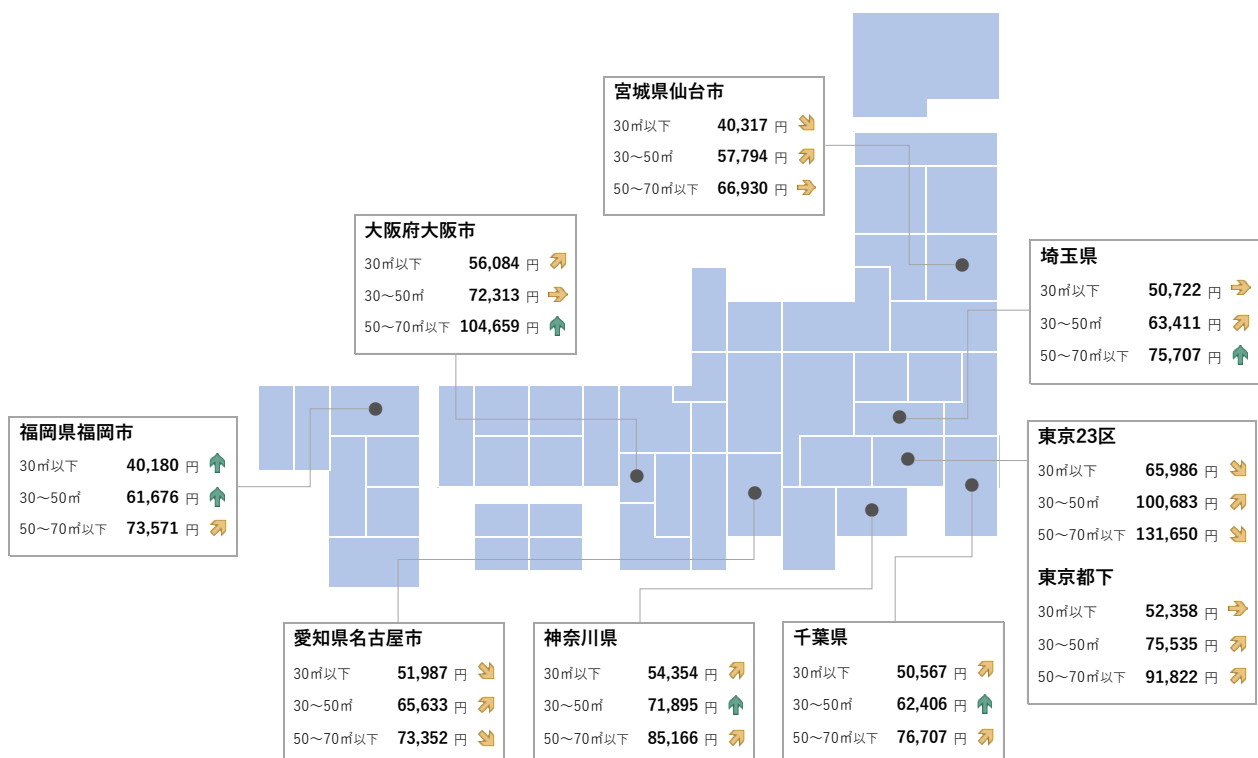 宮城県仙台市
30㎡以下 40,317 円
30～50㎡ 57,794 円
50～70㎡以下 66,930 円
大阪府大阪市
30㎡以下 56,084 円
30～50㎡ 72,313 円
50～70㎡以下 104,659 円
埼玉県
30㎡以下 50,722 円
30～50㎡ 63,411 円
50～70㎡以下 75,707 円
福岡県福岡市
30㎡以下 40,180 円
30～50㎡ 61,676 円
50～70㎡以下 73,571 円
東京23区
30㎡以下 65,986 円
30～50㎡ 100,683 円
50～70㎡以下 131,650 円
東京都下
30㎡以下 52,358 円
30～50㎡ 75,535 円
50～70㎡以下 91,822 円
愛知県名古屋市
30㎡以下 51,987 円
30～50㎡ 65,633 円
50～70㎡以下 73,352 円
神奈川県
30㎡以下 54,354 円
30～50㎡ 71,895 円
50～70㎡以下 85,166 円
千葉県
30㎡以下 50,567 円
30～50㎡ 62,406 円
50～70㎡以下 76,707 円